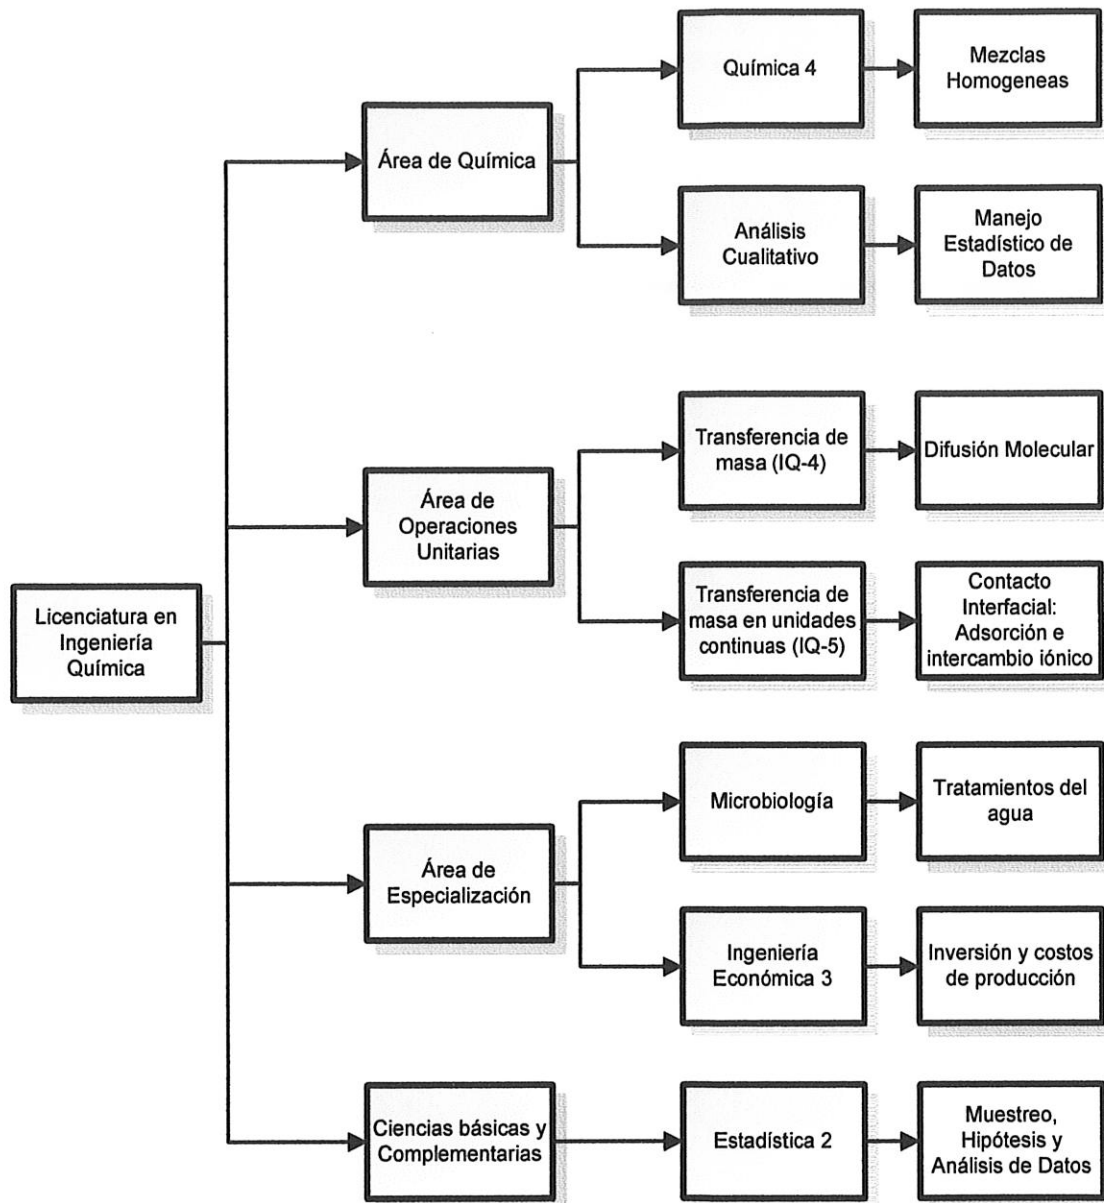 Química 4
Mezclas
Homogeneas
Área de Química
Análisis
Cualitativo
Manejo
Estadístico de
Datos
Transferencia de
masa (IQ-4)
Difusión Molecular
Área de
Operaciones
Unitarias
Licenciatura en
Ingeniería
Química
Transferencia de
masa en unidades
continuas (IQ-5)
Contacto
Interfacial:
Adsorción e
intercambio iónico
Microbiología
Tratamientos del
agua
Área de
Especialización
Ingeniería
Económica 3
Inversión y costos
de producción
Ciencias básicas y
Complementarias
Estadística 2
Muestreo,
Hipótesis y
Análisis de Datos